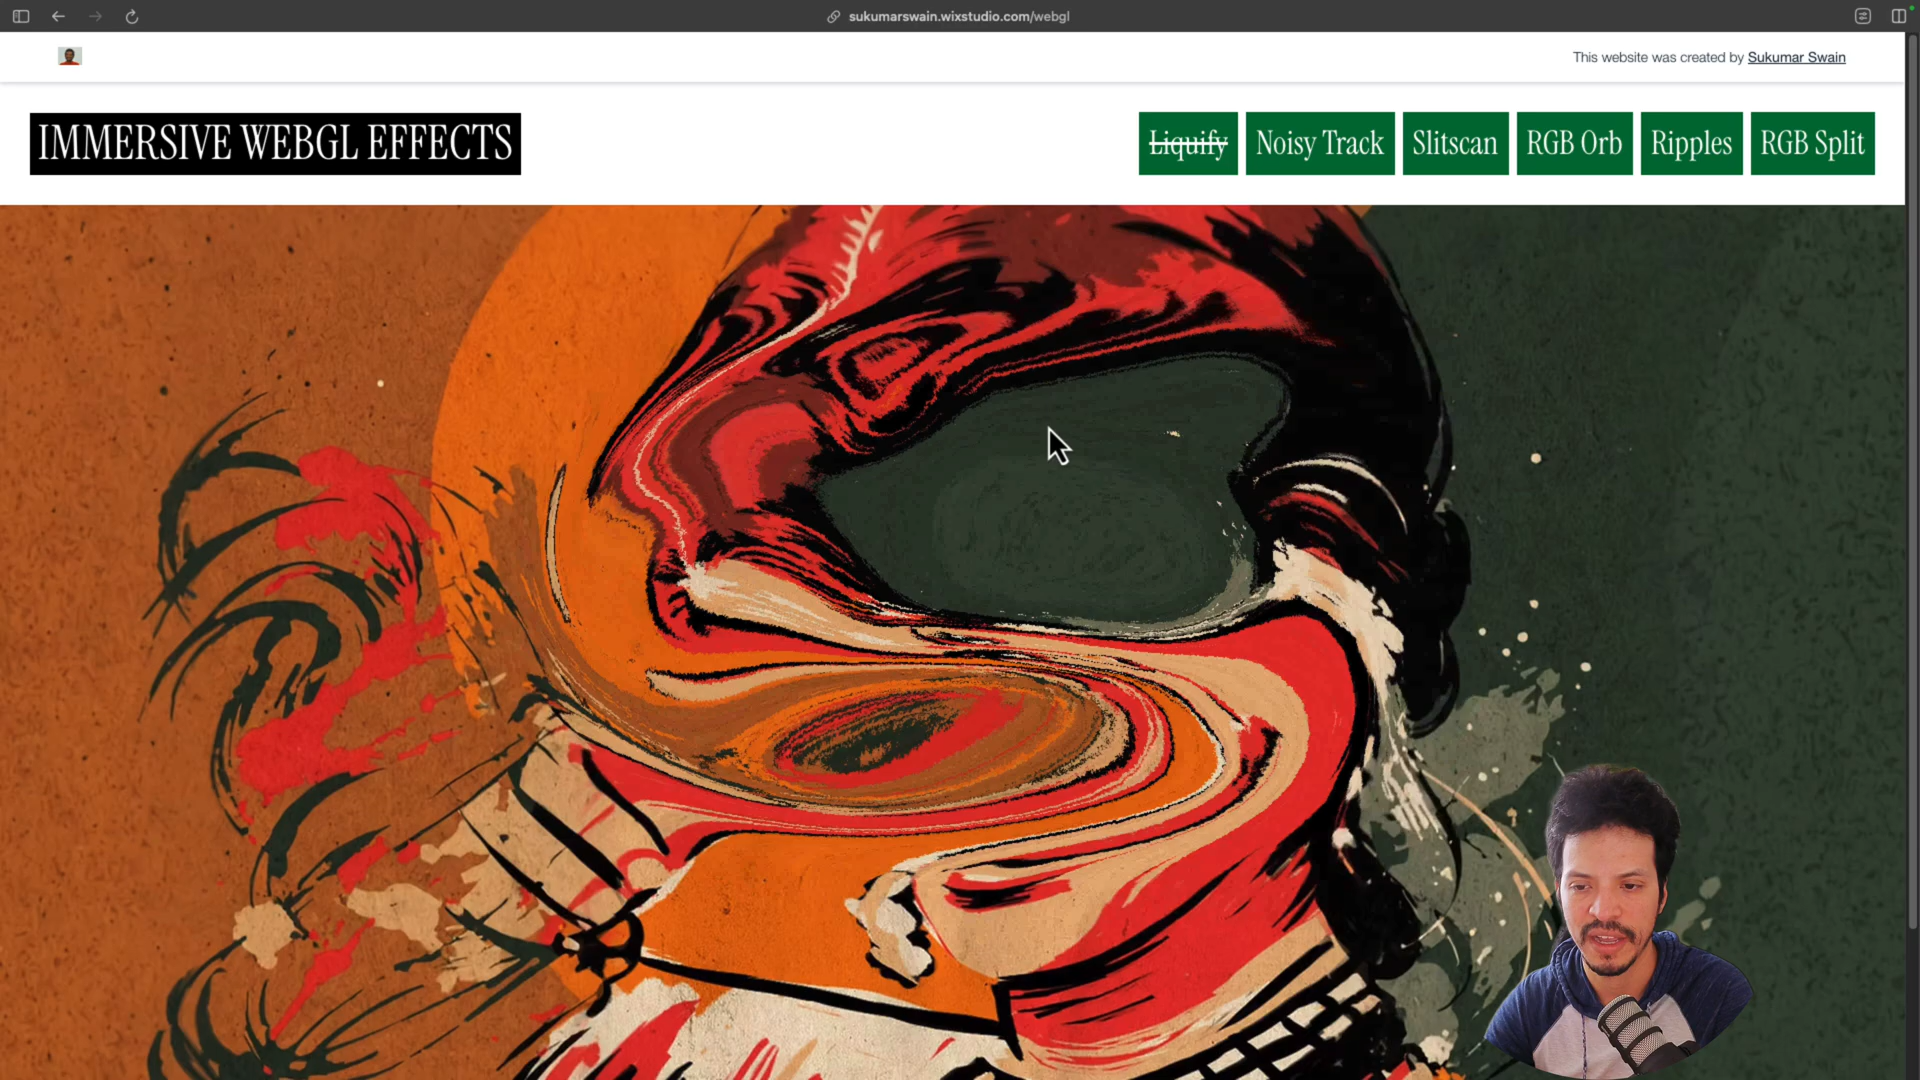 sukumarswain.wixstudio.com/webgl
This website was created by Sukumar Swain
IMMERSIVE WEBGL EFFECTS
Liquify
Noisy Track
Slitscan
RGB Orb
Ripples
RGB Split